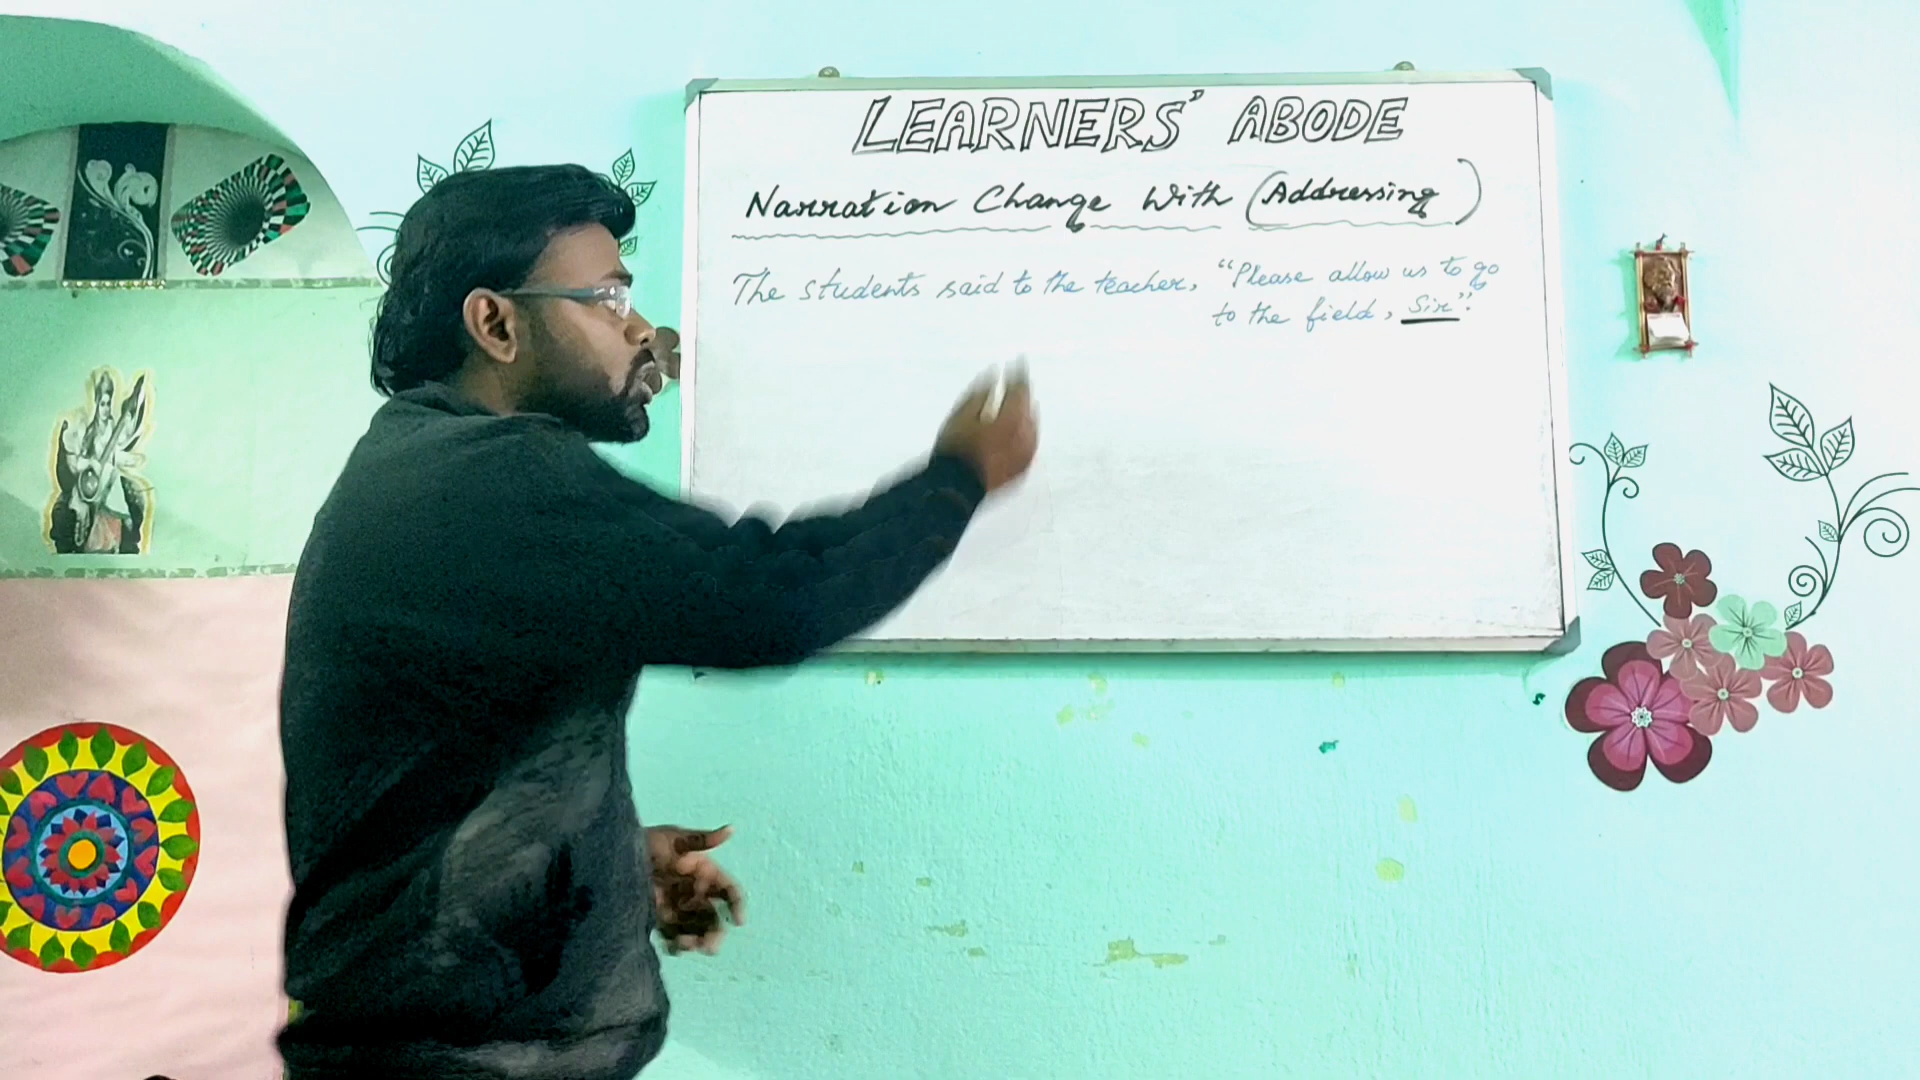 LEARNERS' ABODE
Narration Change With (Addressing)
The students said to the teacher, "Please allow us to go
to the field, Sir".